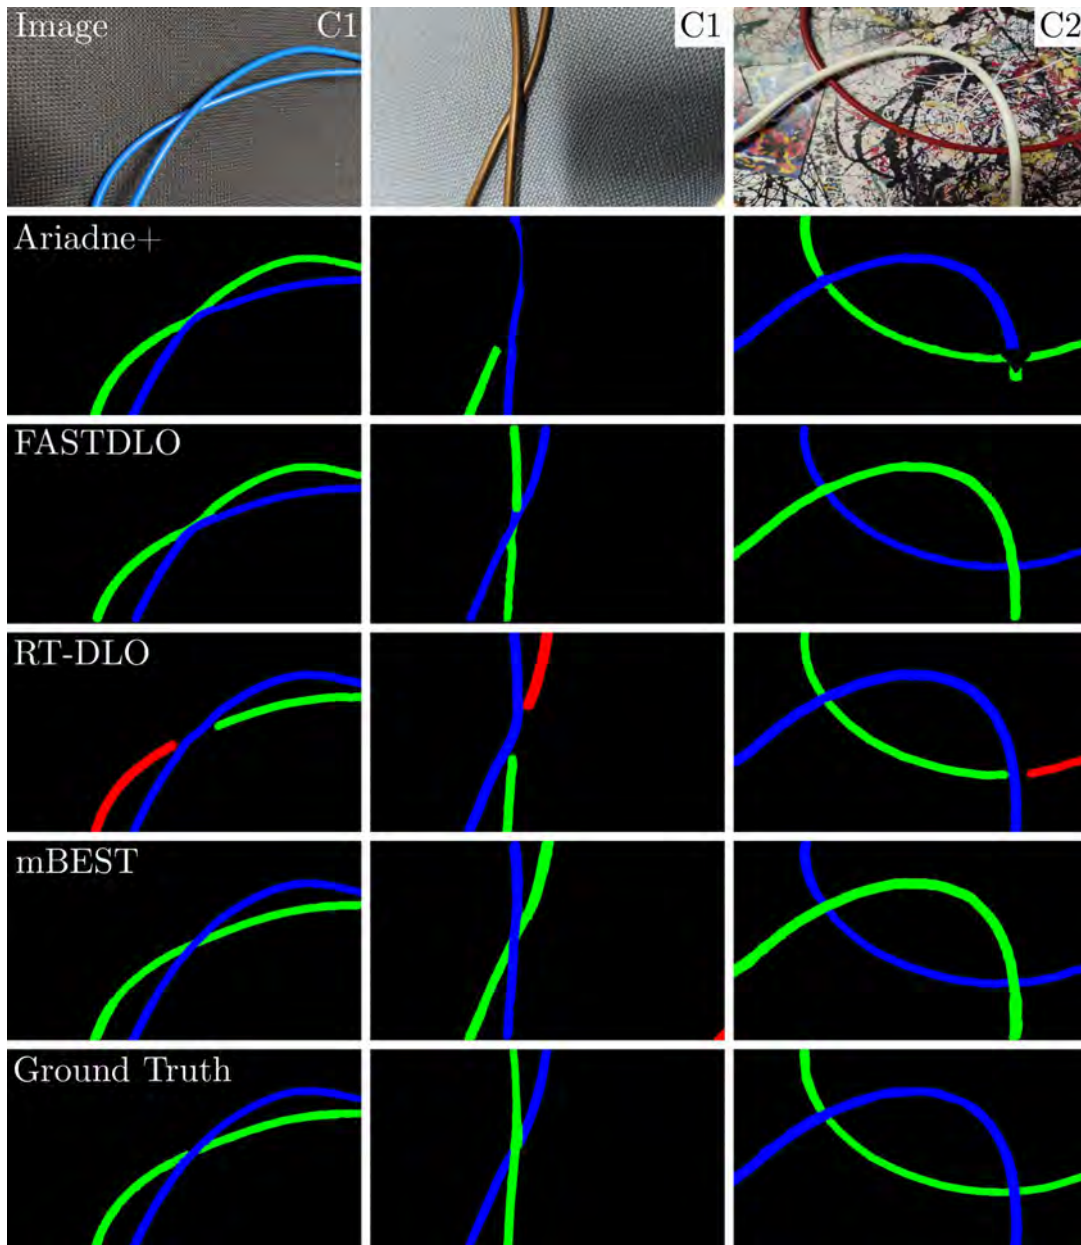 Image
C1
C1
C2
Ariadne+
FASTDLO
RT-DLO
mBEST
Ground Truth